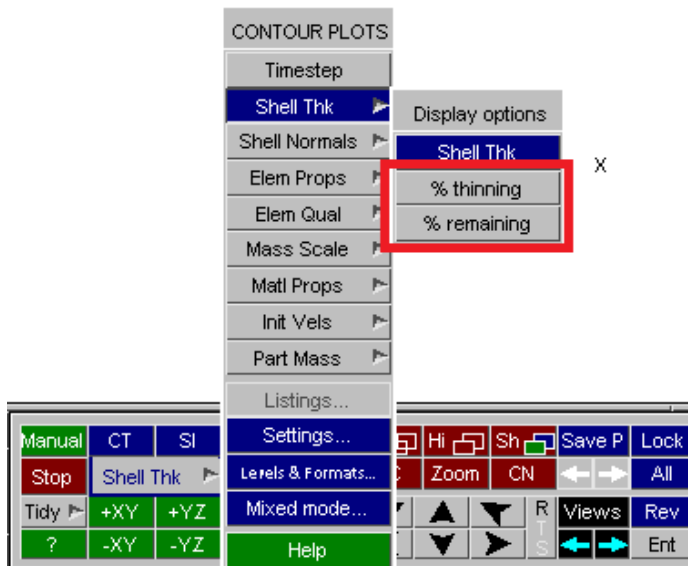 CONTOUR PLOTS
Timestep
Shell Thk
Display options
Shell Normals
Shell Thk
X
Elem Props
% thinning
Elem Qual
% remaining
Mass Scale
Matl Props
Init Vels
Part Mass
Listings...
Manual CT SI Settings... Hi Sh Save P Lock
Stop Shell Thk Levels & Formats... Zoom CN All
Tidy +XY +YZ Mixed mode... R T S Views Rev
? -XY -YZ Help Ent